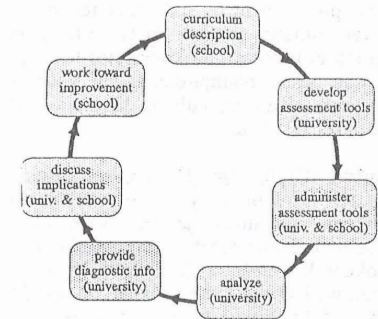 curriculum
description
(school)
develop
assessment tools
(university)
administer
assessment tools
(univ. & school)
analyze
(university)
provide
diagnostic info
(university)
discuss
implications
(univ. & school)
work toward
improvement
(school)